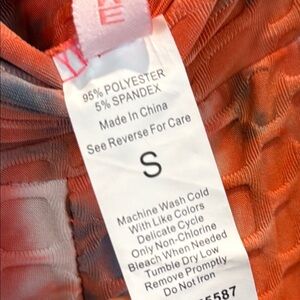 95% POLYESTER
5% SPANDEX
Made In China
See Reverse For Care
S
Machine Wash Cold
With Like Colors
Delicate Cycle
Only Non-Chlorine
Bleach When Needed
Tumble Dry Low
Remove Promptly
Do Not Iron
5587